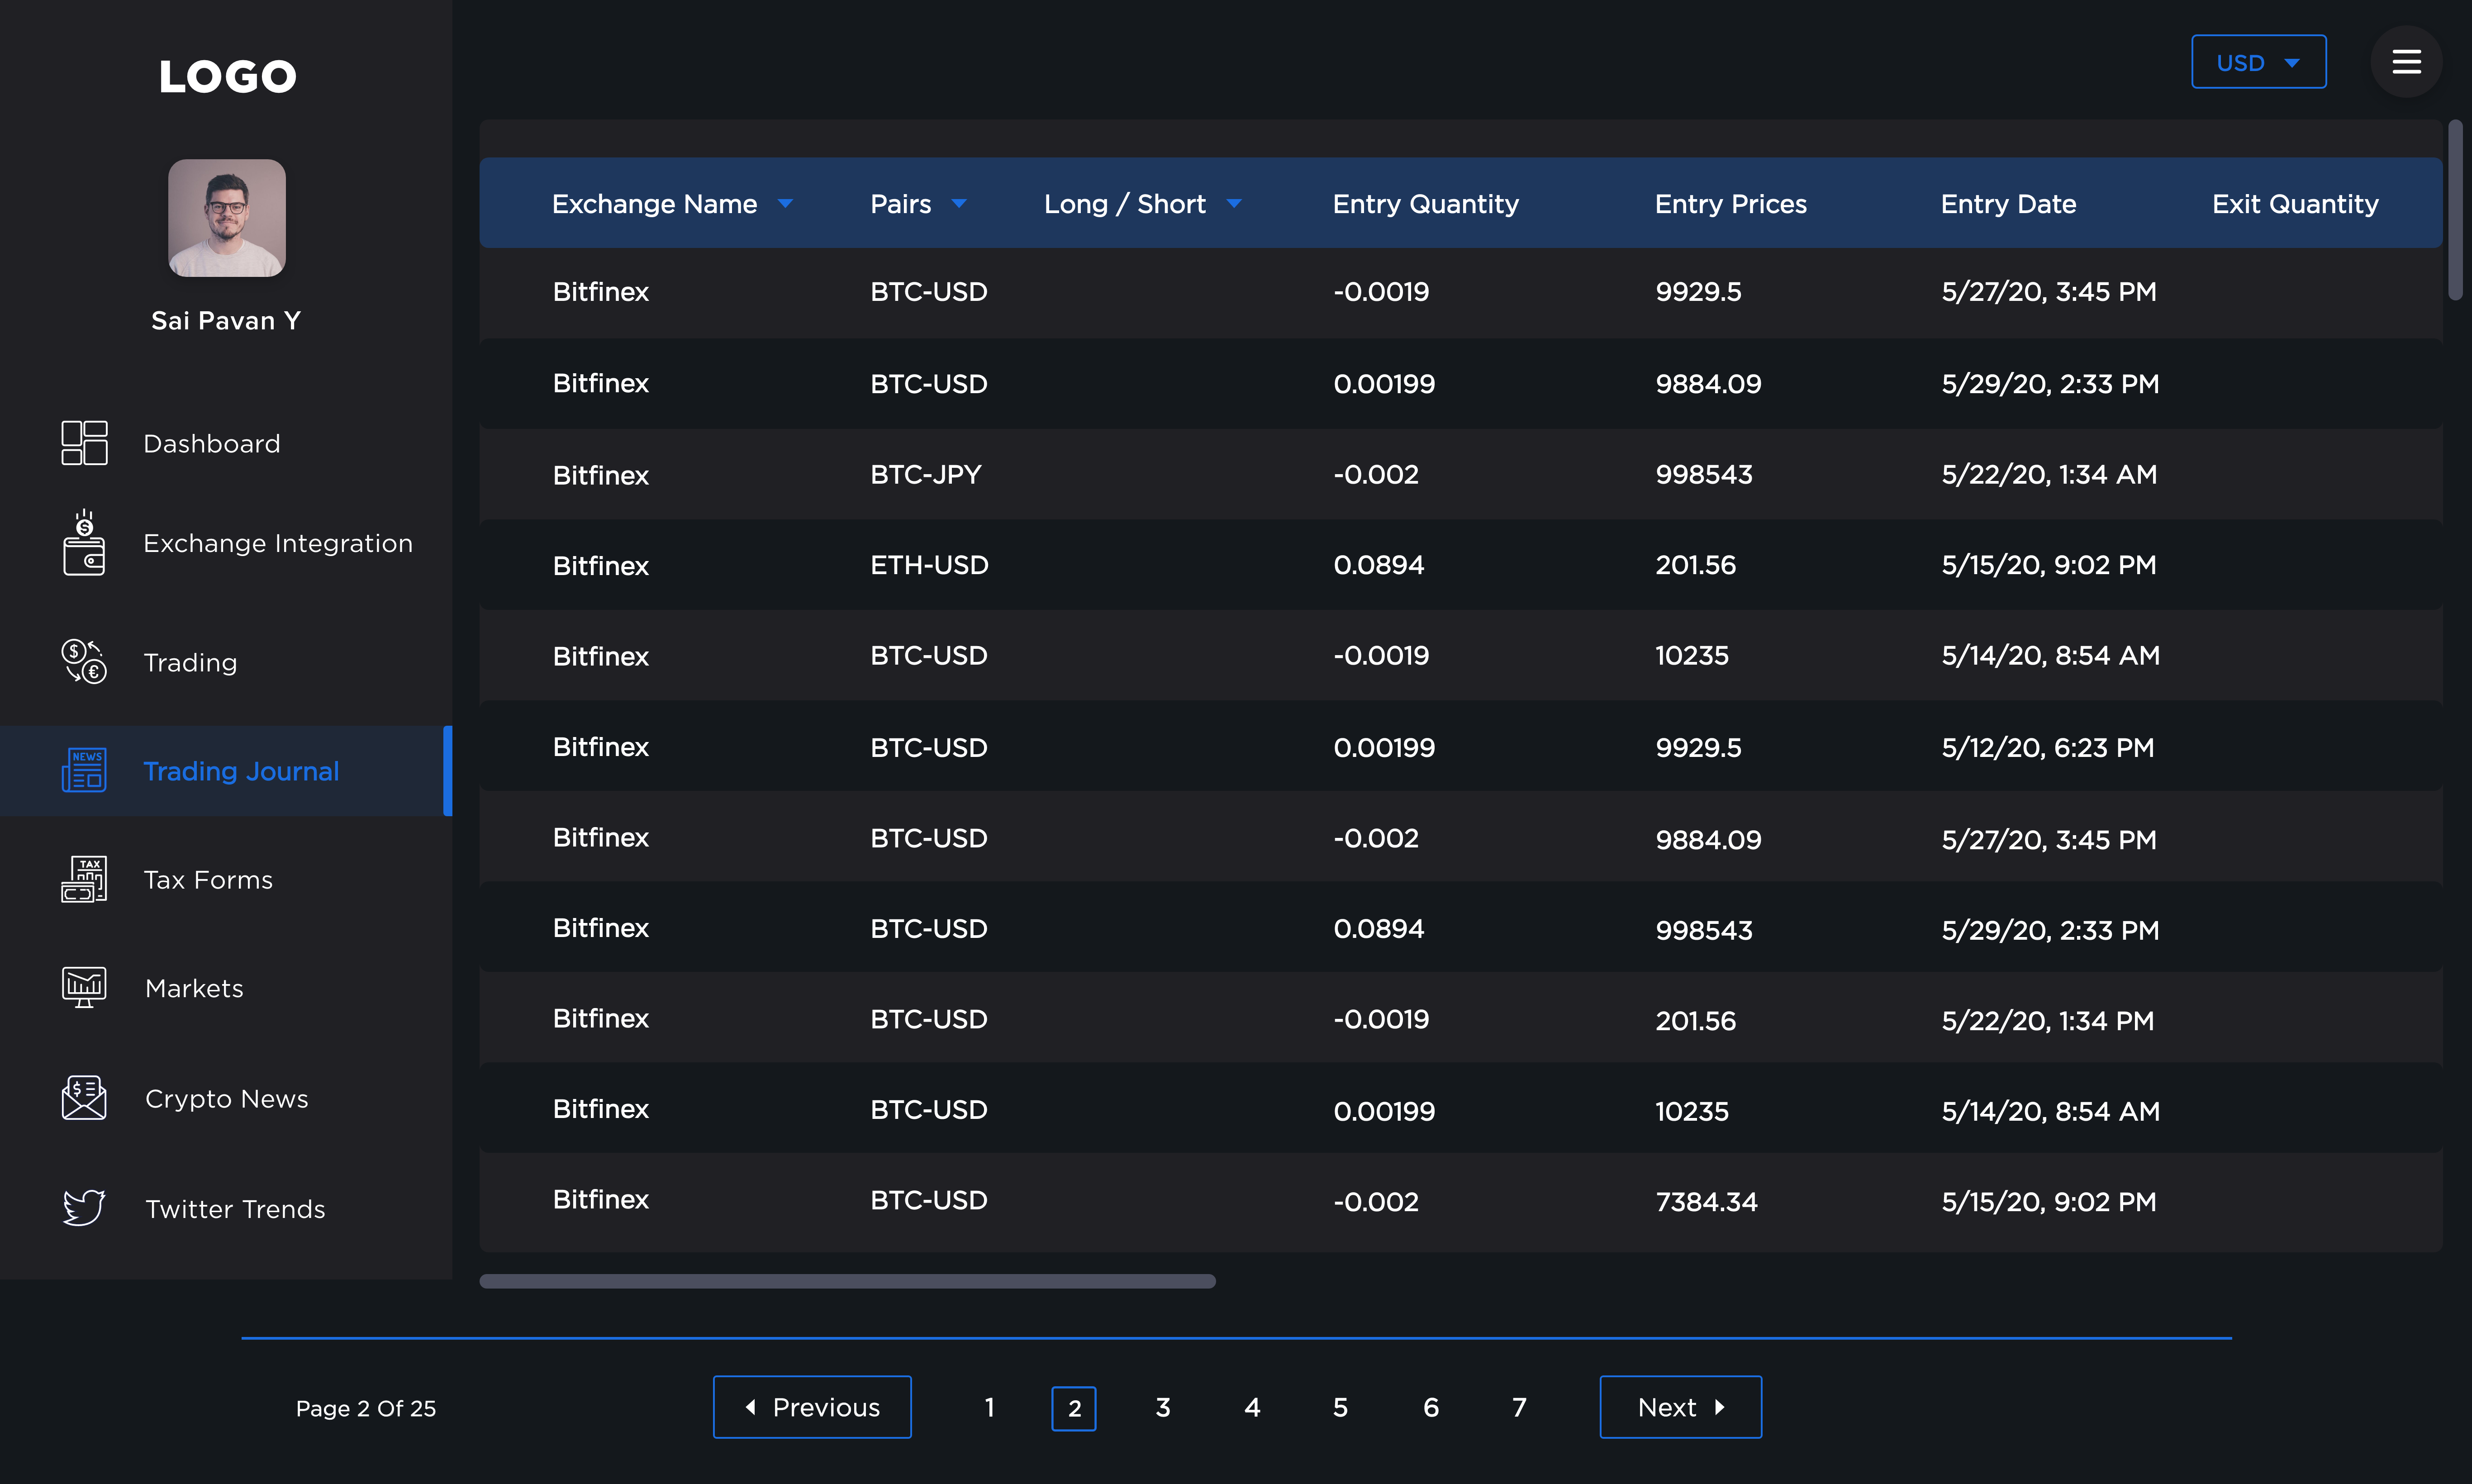 LOGO
USD
Sai Pavan Y
Dashboard
Exchange Integration
Trading
NEWS
Trading Journal
TAX
Tax Forms
Markets
Crypto News
Twitter Trends
Exchange Name Pairs Long / Short Entry Quantity Entry Prices Entry Date Exit Quantity
Bitfinex BTC-USD -0.0019 9929.5 5/27/20, 3:45 PM
Bitfinex BTC-USD 0.00199 9884.09 5/29/20, 2:33 PM
Bitfinex BTC-JPY -0.002 998543 5/22/20, 1:34 AM
Bitfinex ETH-USD 0.0894 201.56 5/15/20, 9:02 PM
Bitfinex BTC-USD -0.0019 10235 5/14/20, 8:54 AM
Bitfinex BTC-USD 0.00199 9929.5 5/12/20, 6:23 PM
Bitfinex BTC-USD -0.002 9884.09 5/27/20, 3:45 PM
Bitfinex BTC-USD 0.0894 998543 5/29/20, 2:33 PM
Bitfinex BTC-USD -0.0019 201.56 5/22/20, 1:34 PM
Bitfinex BTC-USD 0.00199 10235 5/14/20, 8:54 AM
Bitfinex BTC-USD -0.002 7384.34 5/15/20, 9:02 PM
Page 2 Of 25 Previous 1 2 3 4 5 6 7 Next